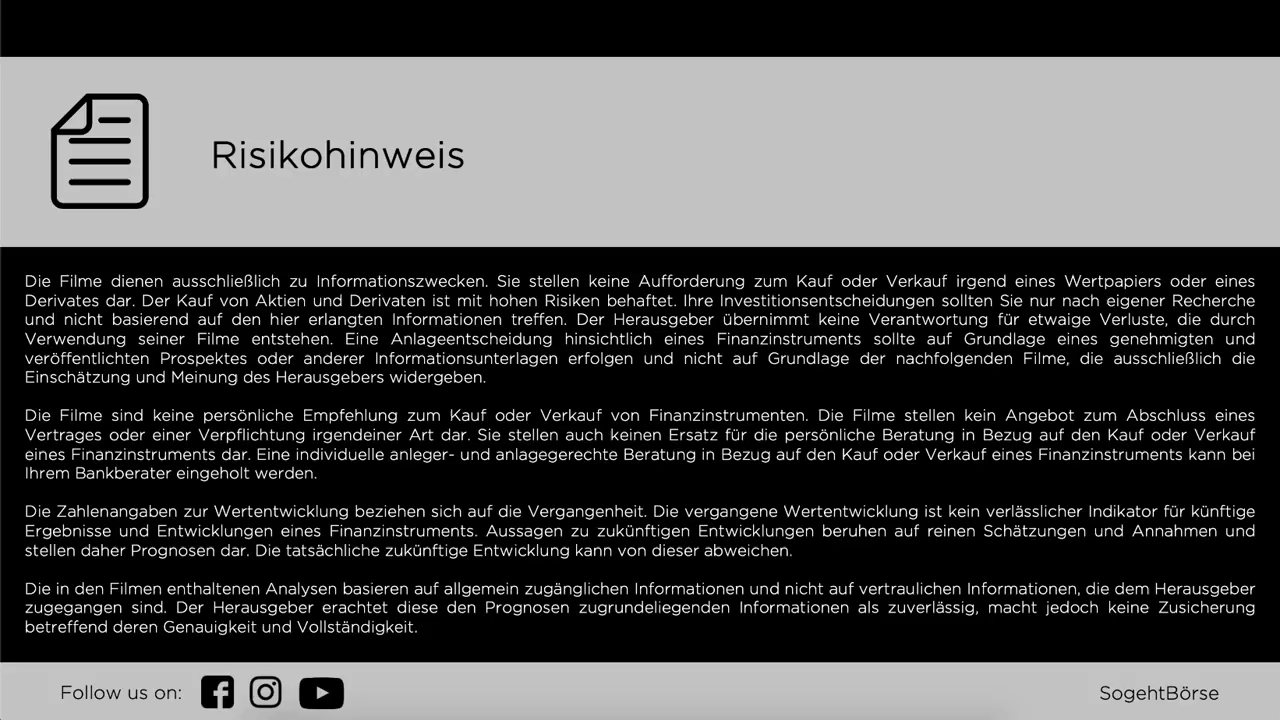 Risikohinweis
Die Filme dienen ausschließlich zu Informationszwecken. Sie stellen keine Aufforderung zum Kauf oder Verkauf irgend eines Wertpapiers oder eines
Derivates dar. Der Kauf von Aktien und Derivaten ist mit hohen Risiken behaftet. Ihre Investitionsentscheidungen sollten Sie nur nach eigener Recherche
und nicht basierend auf den hier erlangten Informationen treffen. Der Herausgeber übernimmt keine Verantwortung für etwaige Verluste, die durch
Verwendung seiner Filme entstehen. Eine Anlageentscheidung hinsichtlich eines Finanzinstruments sollte auf Grundlage eines genehmigten und
veröffentlichten Prospektes oder anderer Informationsunterlagen erfolgen und nicht auf Grundlage der nachfolgenden Filme, die ausschließlich die
Einschätzung und Meinung des Herausgebers widergeben.
Die Filme sind keine persönliche Empfehlung zum Kauf oder Verkauf von Finanzinstrumenten. Die Filme stellen kein Angebot zum Abschluss eines
Vertrages oder einer Verpflichtung irgendeiner Art dar. Sie stellen auch keinen Ersatz für die persönliche Beratung in Bezug auf den Kauf oder Verkauf
eines Finanzinstruments dar. Eine individuelle anleger- und anlagegerechte Beratung in Bezug auf den Kauf oder Verkauf eines Finanzinstruments kann bei
Ihrem Bankberater eingeholt werden.
Die Zahlenangaben zur Wertentwicklung beziehen sich auf die Vergangenheit. Die vergangene Wertentwicklung ist kein verlässlicher Indikator für künftige
Ergebnisse und Entwicklungen eines Finanzinstruments. Aussagen zu zukünftigen Entwicklungen beruhen auf reinen Schätzungen und Annahmen und
stellen daher Prognosen dar. Die tatsächliche zukünftige Entwicklung kann von dieser abweichen.
Die in den Filmen enthaltenen Analysen basieren auf allgemein zugänglichen Informationen und nicht auf vertraulichen Informationen, die dem Herausgeber
zugegangen sind. Der Herausgeber erachtet diese den Prognosen zugrundeliegenden Informationen als zuverlässig, macht jedoch keine Zusicherung
betreffend deren Genauigkeit und Vollständigkeit.
Follow us on:
SogehtBörse